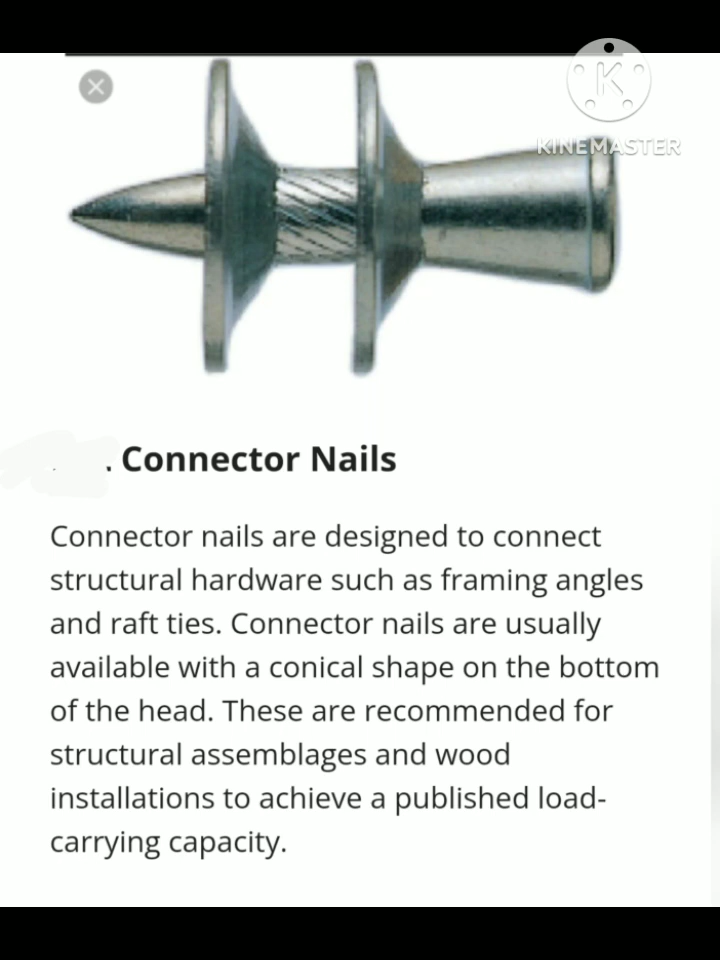 K
KINEMASTER
. Connector Nails
Connector nails are designed to connect
structural hardware such as framing angles
and raft ties. Connector nails are usually
available with a conical shape on the bottom
of the head. These are recommended for
structural assemblages and wood
installations to achieve a published load-
carrying capacity.